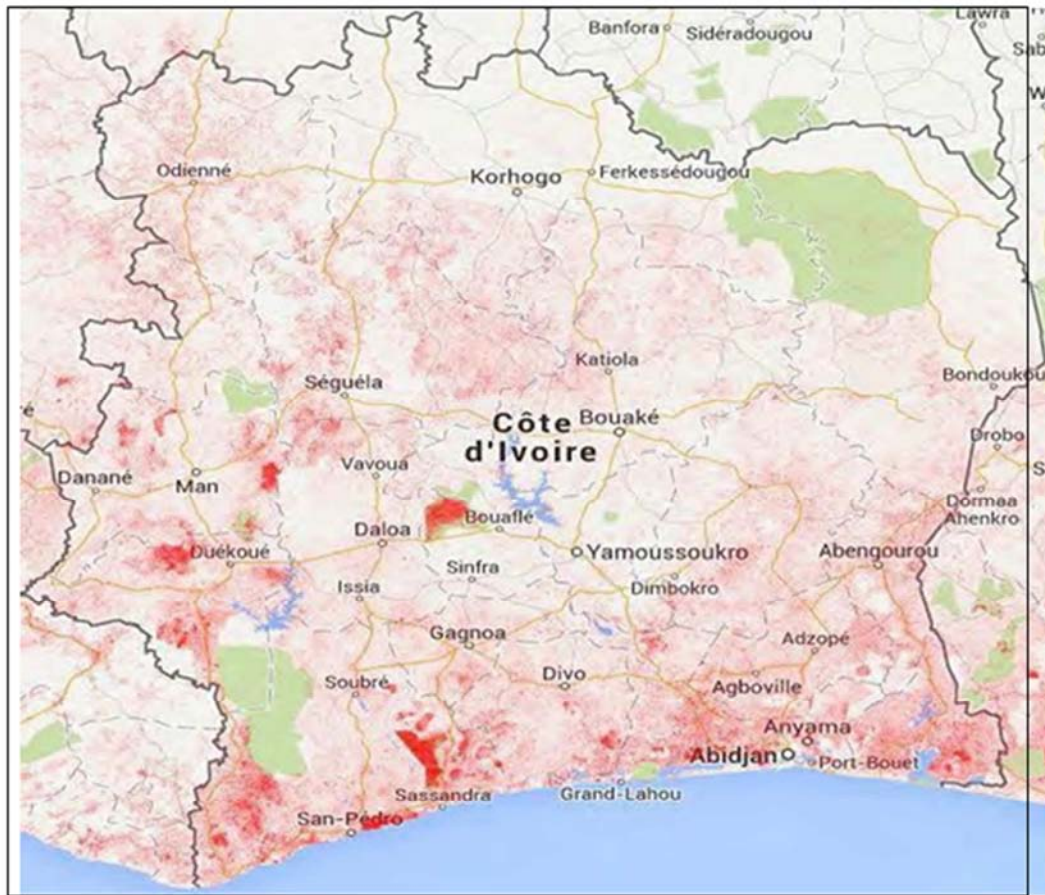 Lawra
Banfora
Sidéradougou
Sab
W
Odienné
Korhogo
Ferkessédougou
Katiola
Séguéla
Bondoukou
Côte
d'Ivoire
Bouaké
Drobo
Vavoua
Danané
Man
Dormaa
Ahenkro
Bouaflé
Daloa
Duékoué
Yamoussoukro
Abengourou
Sinfra
Issia
Dimbokro
Gagnoa
Adzopé
Divo
Soubré
Agboville
Anyama
Abidjan
Port-Bouet
Sassandra
Grand-Lahou
San-Pédro